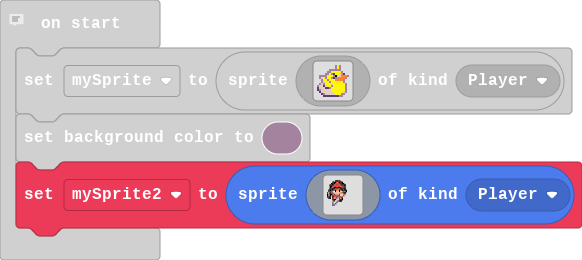 on start
set mySprite to sprite of kind Player
set background color to
set mySprite2 to sprite of kind Player